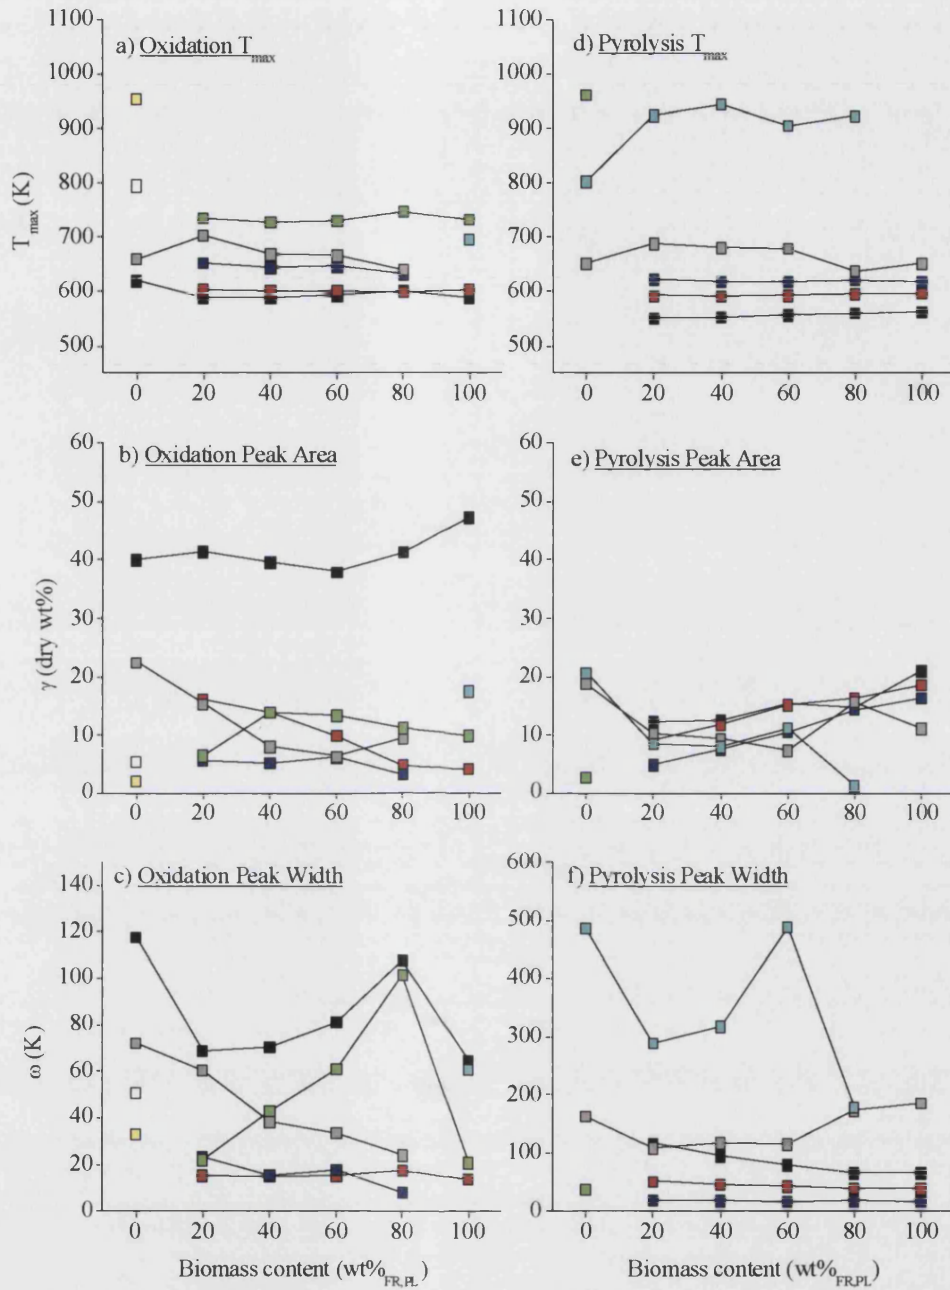 a) Oxidation Tmax
1100
1000
900
800
700
600
500
0 20 40 60 80 100
Tmax (K)
d) Pyrolysis Tmax
1100
1000
900
800
700
600
500
0 20 40 60 80 100
b) Oxidation Peak Area
60
50
40
30
20
10
0
0 20 40 60 80 100
γ (dry wt%)
e) Pyrolysis Peak Area
60
50
40
30
20
10
0
0 20 40 60 80 100
c) Oxidation Peak Width
140
120
100
80
60
40
20
0
0 20 40 60 80 100
ω (K)
Biomass content (wt%FR,PL)
f) Pyrolysis Peak Width
600
500
400
300
200
100
0
0 20 40 60 80 100
Biomass content (wt%FR,PL)